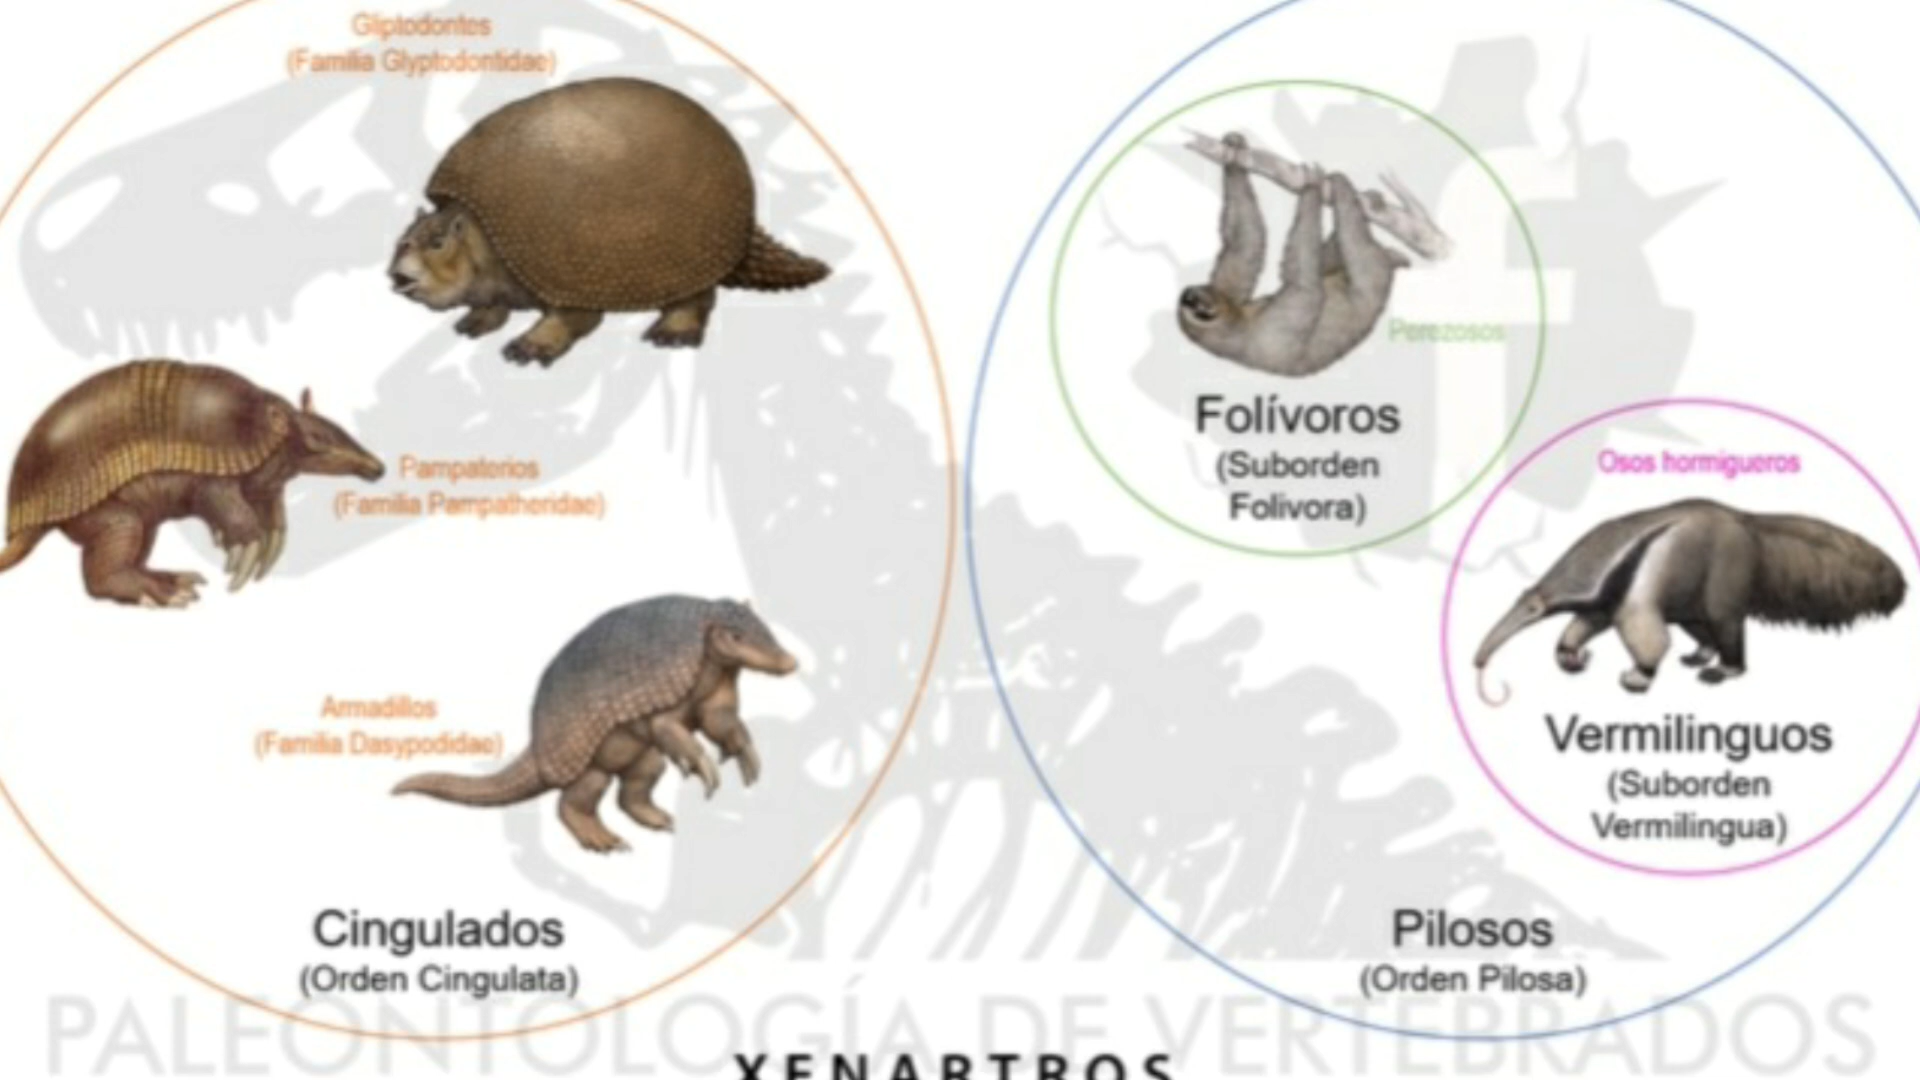 Gliptodontes
(Familia Glyptodontidae)
Pampaterios
(Familia Pampatheridae)
Armadillos
(Familia Dasypodidae)
Cingulados
(Orden Cingulata)
Perezosos
Folívoros
(Suborden
Folivora)
Osos hormigueros
Vermilinguos
(Suborden
Vermilingua)
Pilosos
(Orden Pilosa)
PALEONTOLOGÍA DE VERTEBRADOS
XENARTROS